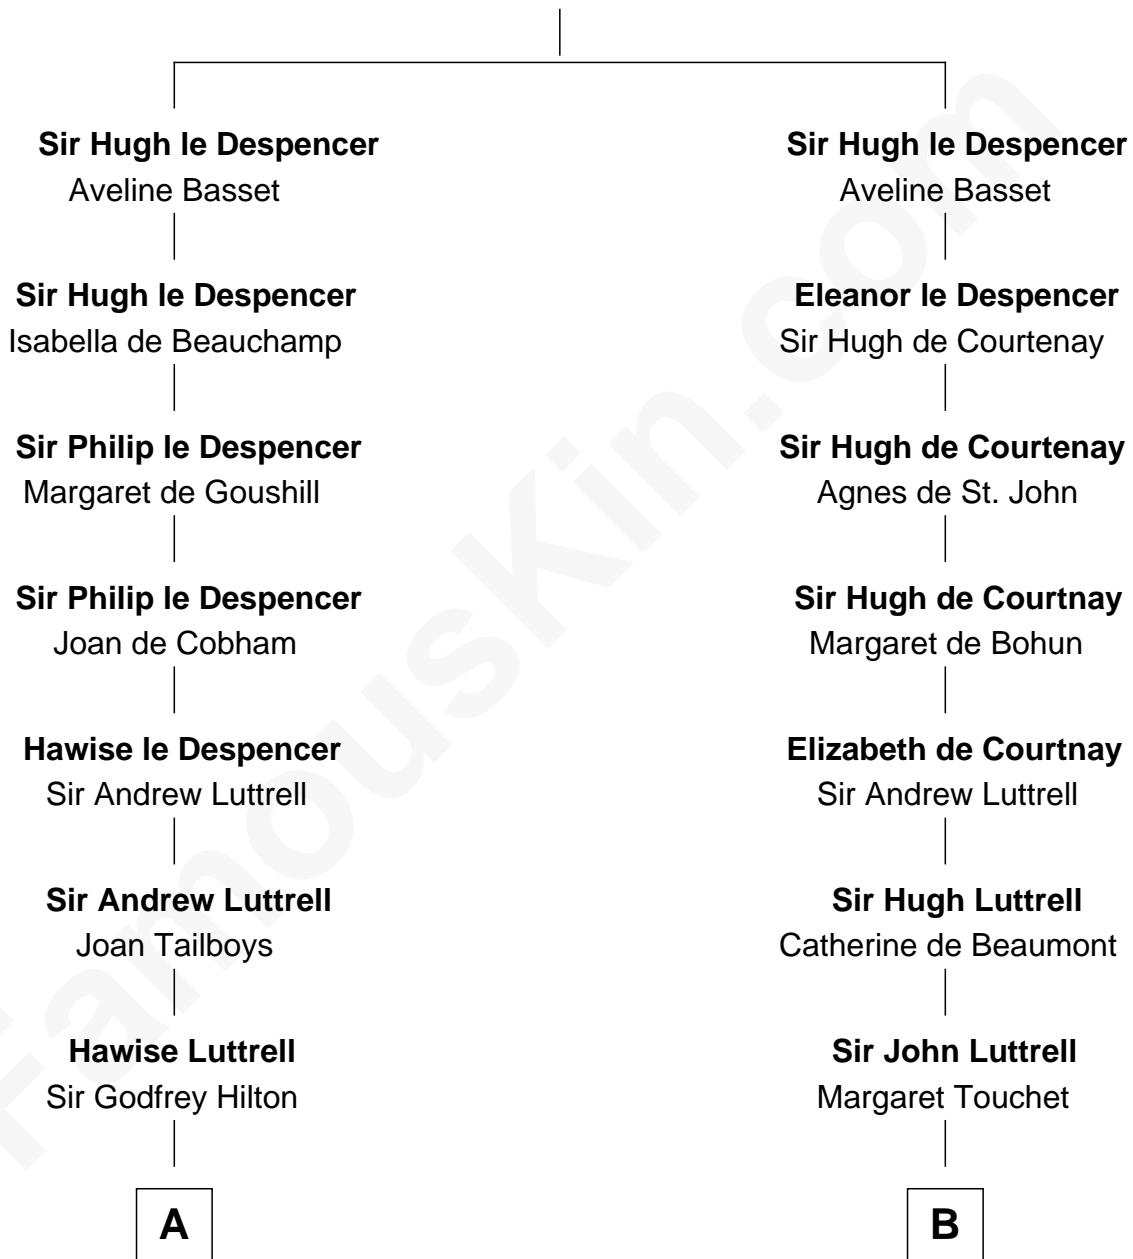 Sir Hugh le Despencer
Aveline Basset
Sir Hugh le Despencer
Isabella de Beauchamp
Sir Philip le Despencer
Margaret de Goushill
Sir Philip le Despencer
Joan de Cobham
Hawise le Despencer
Sir Andrew Luttrell
Sir Andrew Luttrell
Joan Tailboys
Hawise Luttrell
Sir Godfrey Hilton
A
Sir Hugh le Despencer
Aveline Basset
Eleanor le Despencer
Sir Hugh de Courtenay
Sir Hugh de Courtenay
Agnes de St. John
Sir Hugh de Courtnay
Margaret de Bohun
Elizabeth de Courtnay
Sir Andrew Luttrell
Sir Hugh Luttrell
Catherine de Beaumont
Sir John Luttrell
Margaret Touchet
B
FamousKin.com